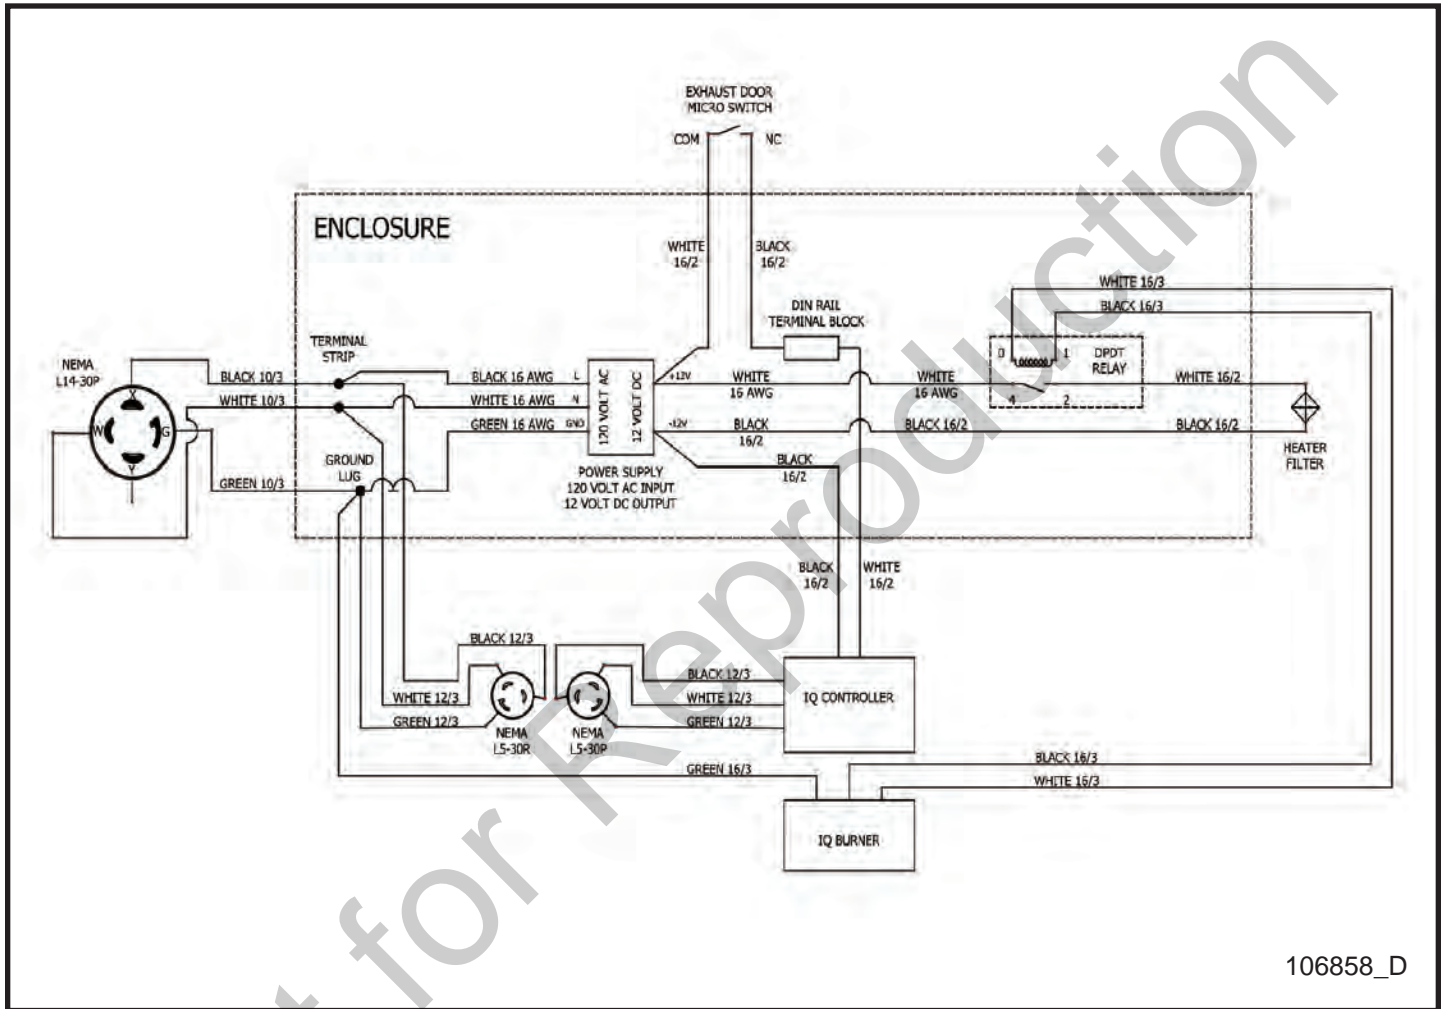 EXHAUST DOOR
MICRO SWITCH
COM
NC
ENCLOSURE
WHITE
16/2
BLACK
16/2
WHITE 16/3
BLACK 16/3
DIN RAIL
TERMINAL BLOCK
TERMINAL
STRIP
NEMA
L14-30P
X
W
G
Y
BLACK 10/3
WHITE 10/3
GREEN 10/3
GROUND
LUG
BLACK 16 AWG
WHITE 16 AWG
GREEN 16 AWG
L
N
GND
120 VOLT AC
12 VOLT DC
+12V
-12V
POWER SUPPLY
120 VOLT AC INPUT
12 VOLT DC OUTPUT
WHITE
16 AWG
BLACK
16/2
BLACK
16/2
WHITE
16 AWG
BLACK 16/2
0
1
4
2
DPDT
RELAY
WHITE 16/2
BLACK 16/2
HEATER
FILTER
BLACK
16/2
WHITE
16/2
BLACK 12/3
WHITE 12/3
GREEN 12/3
NEMA
L5-30R
NEMA
L5-30P
BLACK 12/3
WHITE 12/3
GREEN 12/3
IQ CONTROLLER
GREEN 16/3
BLACK 16/3
WHITE 16/3
IQ BURNER
106858_D
t for Reproduction